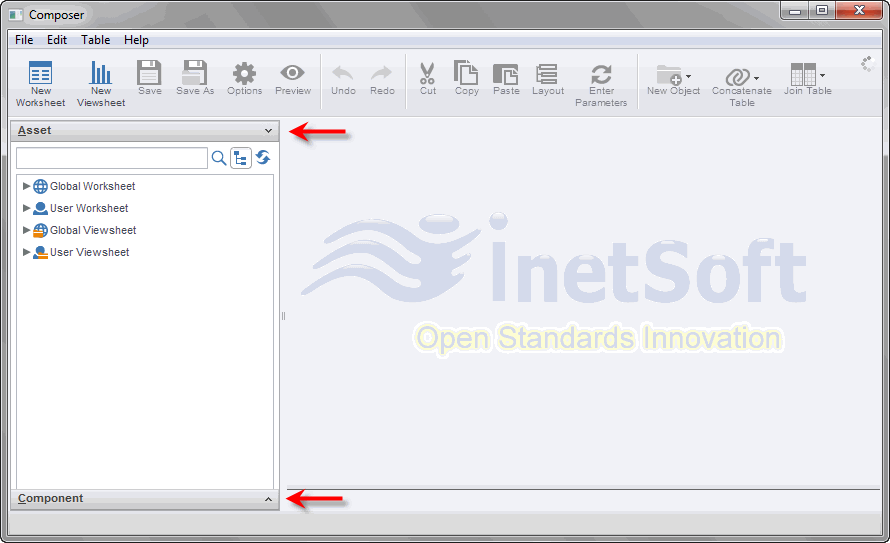 Composer
File Edit Table Help
New Worksheet
New Viewsheet
Save
Save As
Options
Preview
Undo
Redo
Cut
Copy
Paste
Layout
Enter Parameters
New Object
Concatenate Table
Join Table
Asset
Global Worksheet
User Worksheet
Global Viewsheet
User Viewsheet
inetSoft
Open Standards Innovation
Component